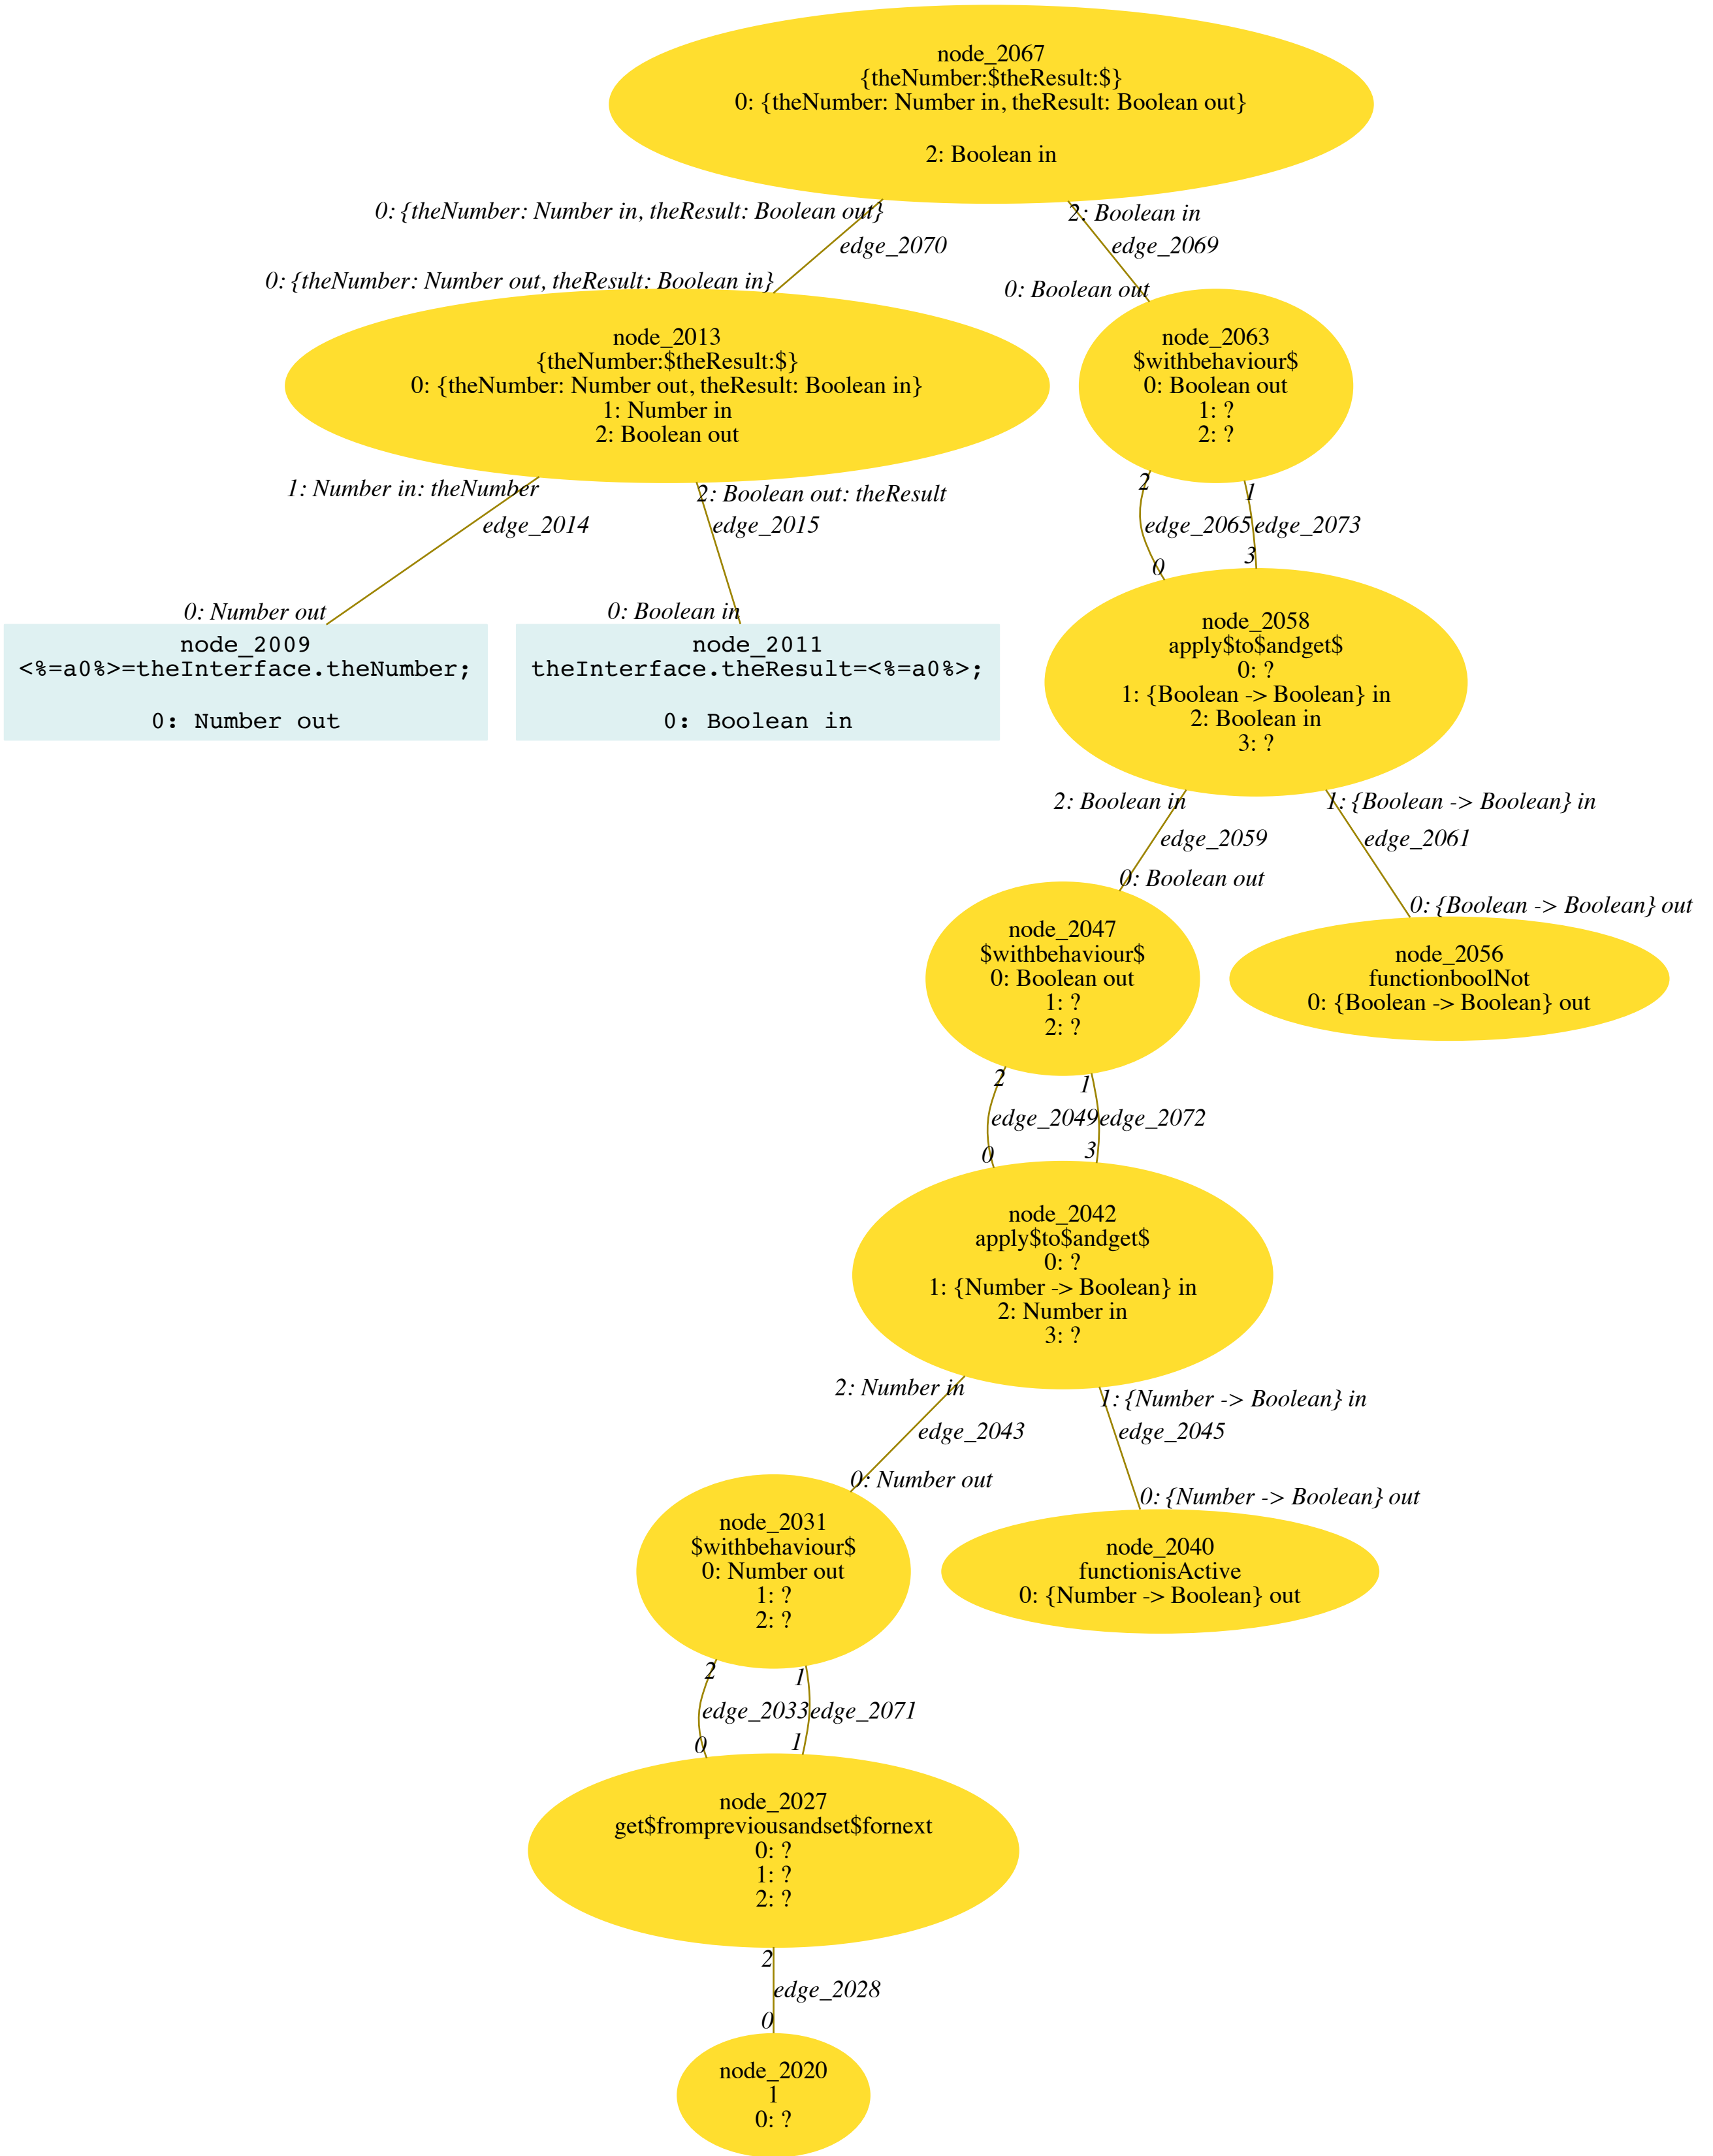 node_2067
{theNumber:$theResult:$}
0: {theNumber: Number in, theResult: Boolean out}
2: Boolean in
0: {theNumber: Number in, theResult: Boolean out}
2: Boolean in
edge_2070
edge_2069
0: {theNumber: Number out, theResult: Boolean in}
0: Boolean out
node_2013
{theNumber:$theResult:$}
0: {theNumber: Number out, theResult: Boolean in}
1: Number in
2: Boolean out
node_2063
$withbehaviour$
0: Boolean out
1: ?
2: ?
1: Number in: theNumber
2: Boolean out: theResult
2
1
edge_2014
edge_2015
edge_2065
edge_2073
0: Number out
0: Boolean in
0
3
node_2009
<%=a0%>=theInterface.theNumber;
0: Number out
node_2011
theInterface.theResult=<%=a0%>;
0: Boolean in
node_2058
apply$to$andget$
0: ?
1: {Boolean -> Boolean} in
2: Boolean in
3: ?
2: Boolean in
1: {Boolean -> Boolean} in
edge_2059
edge_2061
0: Boolean out
0: {Boolean -> Boolean} out
node_2047
$withbehaviour$
0: Boolean out
1: ?
2: ?
node_2056
functionboolNot
0: {Boolean -> Boolean} out
2
1
edge_2049
edge_2072
0
3
node_2042
apply$to$andget$
0: ?
1: {Number -> Boolean} in
2: Number in
3: ?
2: Number in
1: {Number -> Boolean} in
edge_2043
edge_2045
0: Number out
0: {Number -> Boolean} out
node_2031
$withbehaviour$
0: Number out
1: ?
2: ?
node_2040
functionisActive
0: {Number -> Boolean} out
2
1
edge_2033
edge_2071
0
1
node_2027
get$frompreviousandset$fornext
0: ?
1: ?
2: ?
2
edge_2028
0
node_2020
1
0: ?